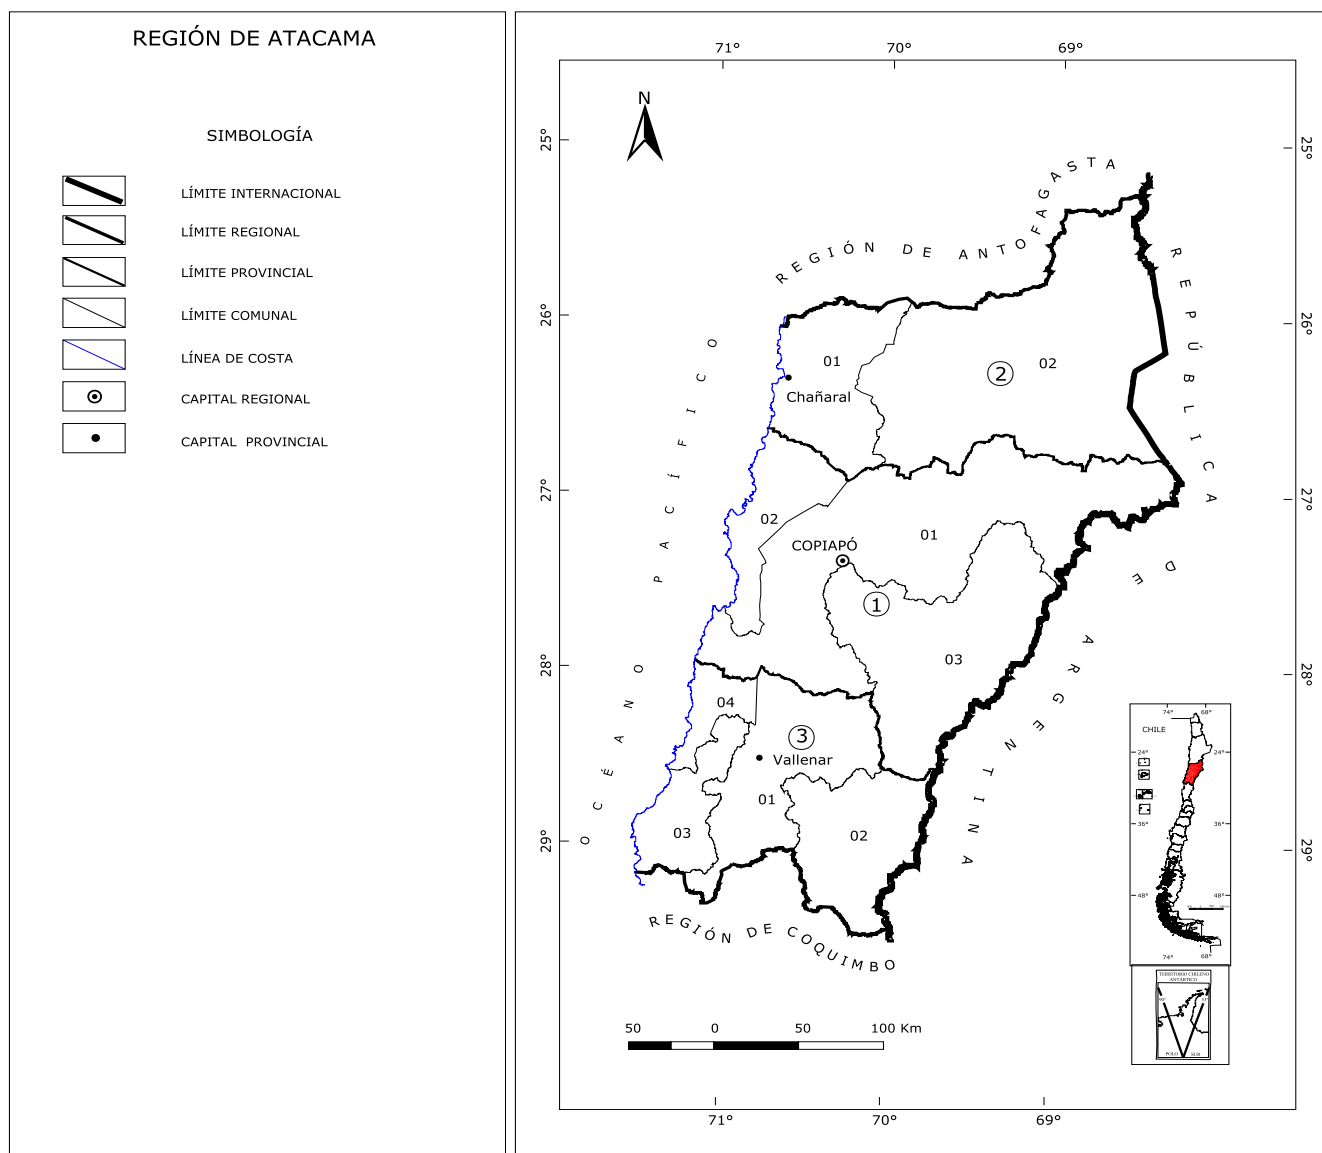 REGIÓN DE ATACAMA
SIMBOLOGÍA
LÍMITE INTERNACIONAL
LÍMITE REGIONAL
LÍMITE PROVINCIAL
LÍMITE COMUNAL
LÍNEA DE COSTA
CAPITAL REGIONAL
CAPITAL PROVINCIAL
71° 70° 69°
N
25° 25°
REGIÓN DE ANTOFAGASTA
REPÚBLICA DE ARGENTINA
OCÉANO PACÍFICO
26° 26°
01
2
02
Chañaral
27° 27°
02
01
COPIAPÓ
1
03
28° 28°
04
3
Vallenar
01
03
02
29° 29°
REGIÓN DE COQUIMBO
50 0 50 100 Km
71° 70° 69°
74° 68°
CHILE
24° 24°
36° 36°
48° 48°
74° 68°
TERRITORIO CHILENO
ANTÁRTICO
90° 53°
POLO SUR